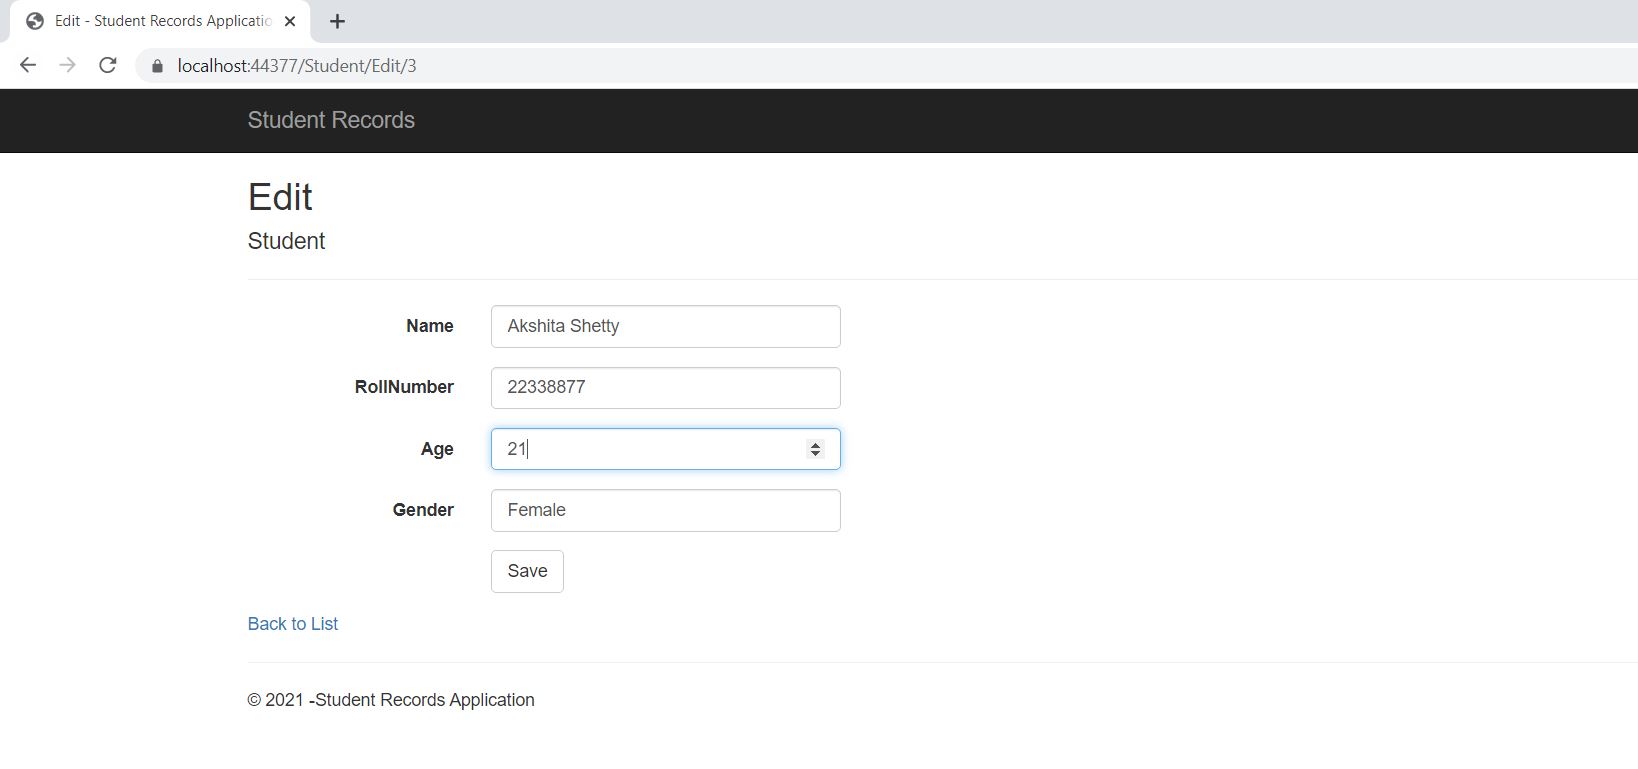 Edit - Student Records Applicatio
localhost:44377/Student/Edit/3
Student Records
Edit
Student
Name Akshita Shetty
RollNumber 22338877
Age 21
Gender Female
Save
Back to List
© 2021 -Student Records Application